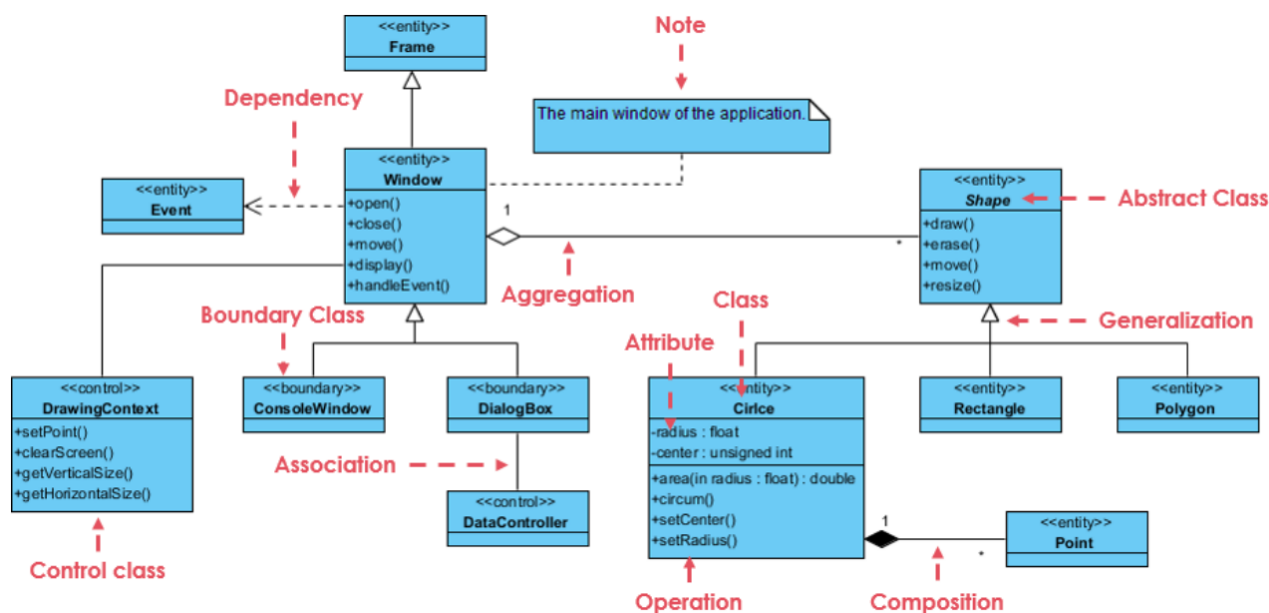 <<entity>>
Frame
Note
The main window of the application.
Dependency
<<entity>>
Event
<<entity>>
Window
+open()
+close()
+move()
+display()
+handleEvent()
1
*
Aggregation
<<entity>>
Shape
+draw()
+erase()
+move()
+resize()
Abstract Class
Generalization
Boundary Class
Class
Attribute
<<control>>
DrawingContext
+setPoint()
+clearScreen()
+getVerticalSize()
+getHorizontalSize()
Control class
<<boundary>>
ConsoleWindow
<<boundary>>
DialogBox
Association
<<control>>
DataController
<<entity>>
Cirlce
-radius : float
-center : unsigned int
+area(in radius : float) : double
+circum()
+setCenter()
+setRadius()
Operation
<<entity>>
Rectangle
<<entity>>
Polygon
1
*
Composition
<<entity>>
Point